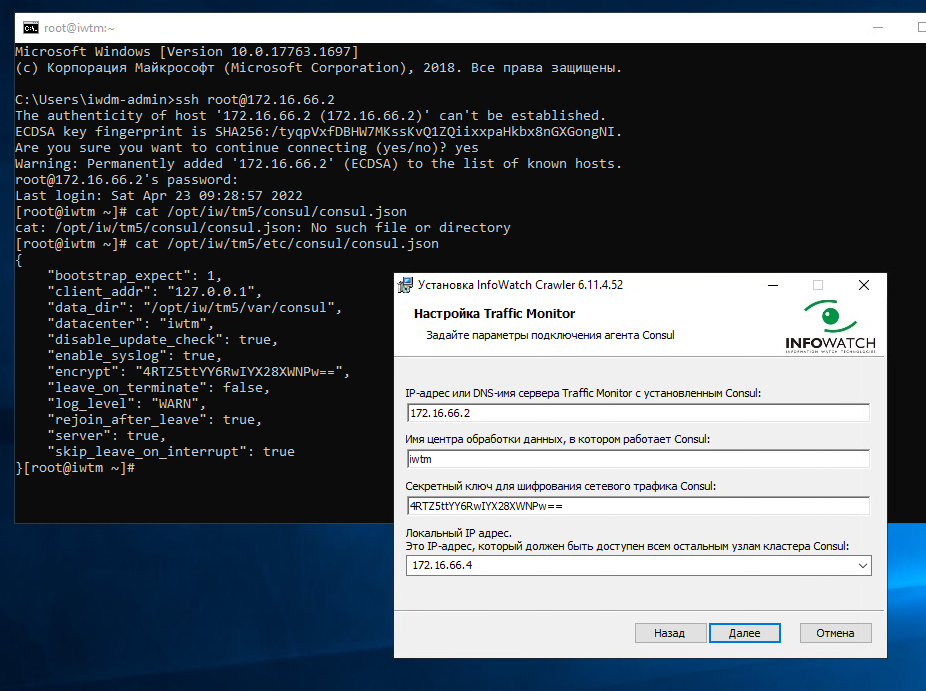 root@iwtm:~
Microsoft Windows [Version 10.0.17763.1697]
(c) Корпорация Майкрософт (Microsoft Corporation), 2018. Все права защищены.
C:\Users\iwdm-admin>ssh root@172.16.66.2
The authenticity of host '172.16.66.2 (172.16.66.2)' can't be established.
ECDSA key fingerprint is SHA256:/tyqpVxfDBHW7MKssKvQ1ZQiixxpaHkbx8nGXGongNI.
Are you sure you want to continue connecting (yes/no)? yes
Warning: Permanently added '172.16.66.2' (ECDSA) to the list of known hosts.
root@172.16.66.2's password:
Last login: Sat Apr 23 09:28:57 2022
[root@iwtm ~]# cat /opt/iw/tm5/consul/consul.json
cat: /opt/iw/tm5/consul/consul.json: No such file or directory
[root@iwtm ~]# cat /opt/iw/tm5/etc/consul/consul.json
{
"bootstrap_expect": 1,
"client_addr": "127.0.0.1",
"data_dir": "/opt/iw/tm5/var/consul",
"datacenter": "iwtm",
"disable_update_check": true,
"enable_syslog": true,
"encrypt": "4RTZ5ttYY6RwIYX28XWNPw==",
"leave_on_terminate": false,
"log_level": "WARN",
"rejoin_after_leave": true,
"server": true,
"skip_leave_on_interrupt": true
}[root@iwtm ~]#
Установка InfoWatch Crawler 6.11.4.52
Настройка Traffic Monitor
Задайте параметры подключения агента Consul
INFOWATCH
INFORMATION WATCH TECHNOLOGIES
IP-адрес или DNS-имя сервера Traffic Monitor с установленным Consul:
172.16.66.2
Имя центра обработки данных, в котором работает Consul:
iwtm
Секретный ключ для шифрования сетевого трафика Consul:
4RTZ5ttYY6RwIYX28XWNPw==
Локальный IP адрес.
Это IP-адрес, который должен быть доступен всем остальным узлам кластера Consul:
172.16.66.4
Назад
Далее
Отмена